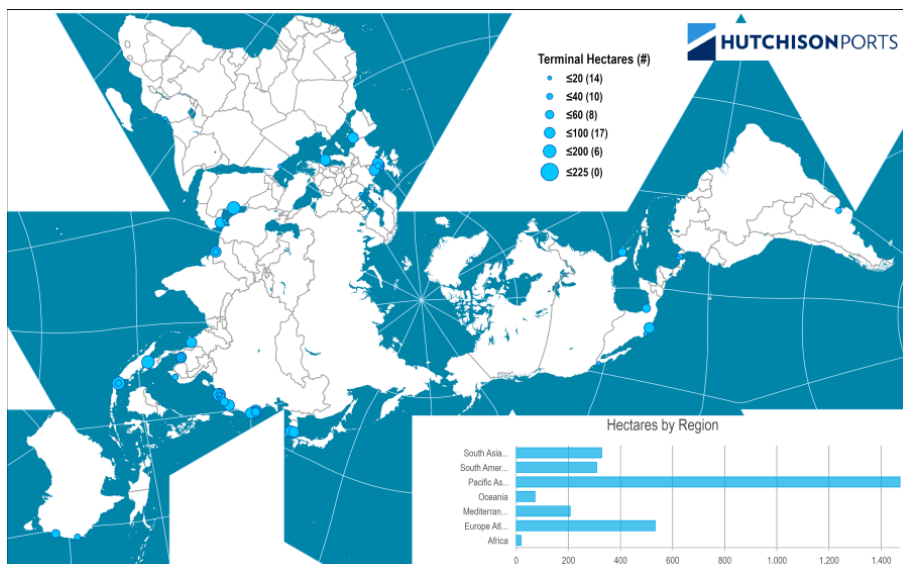 HUTCHISONPORTS
Terminal Hectares (#)
≤20 (14)
≤40 (10)
≤60 (8)
≤100 (17)
≤200 (6)
≤225 (0)
Hectares by Region
South Asia...
South Amer...
Pacific As...
Oceania
Mediterran...
Europe Atl...
Africa
0 200 400 600 800 1,000 1,200 1,400